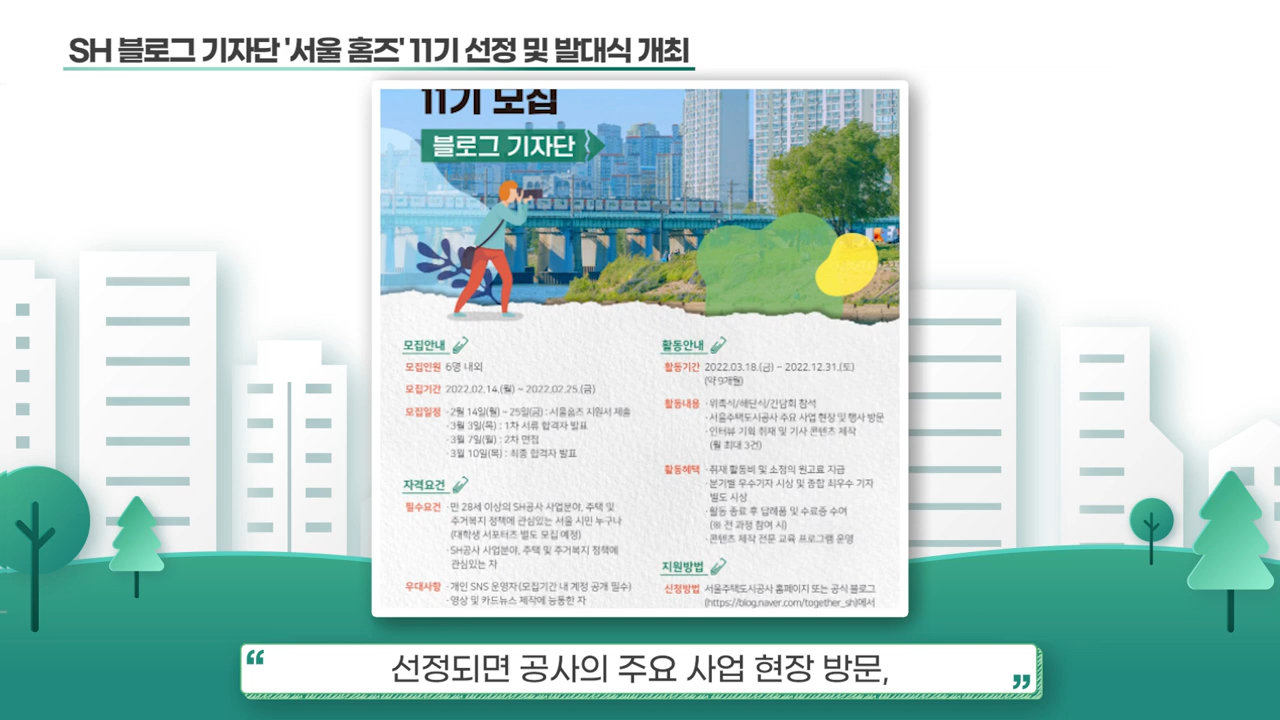 SH 블로그 기자단 '서울 홈즈' 11기 선정 및 발대식 개최
11기 모집
블로그 기자단
모집안내
모집인원 6명 내외
모집기간 2022.02.14.(월) ~ 2022.02.25.(금)
모집일정 · 2월 14일(월) ~ 25일(금) : 서울홈즈 지원서 제출
· 3월 3일(목) : 1차 서류 합격자 발표
· 3월 7일(월) : 2차 면접
· 3월 10일(목) : 최종 합격자 발표
자격요건
필수요건 · 만 28세 이상의 SH공사 사업분야, 주택 및
주거복지 정책에 관심있는 서울 시민 누구나
(대학생 서포터즈 별도 모집 예정)
· SH공사 사업분야, 주택 및 주거복지 정책에
관심있는 자
우대사항 · 개인 SNS 운영자(모집기간 내 계정 공개 필수)
· 영상 및 카드뉴스 제작에 능통한 자
활동안내
활동기간 2022.03.18.(금) ~ 2022.12.31.(토)
(약 9개월)
활동내용 · 위촉식/해단식/간담회 참석
· 서울주택도시공사 주요 사업 현장 및 행사 방문
· 인터뷰 기획 취재 및 기사 콘텐츠 제작
(월 최대 3건)
활동혜택 · 취재 활동비 및 소정의 원고료 지급
· 분기별 우수기자 시상 및 종합 최우수 기자
별도 시상
· 활동 종료 후 답례품 및 수료증 수여
(※ 전 과정 참여 시)
· 콘텐츠 제작 전문 교육 프로그램 운영
지원방법
신청방법 서울주택도시공사 홈페이지 또는 공식 블로그
(https://blog.naver.com/together_sh)에서
“ 선정되면 공사의 주요 사업 현장 방문, ”